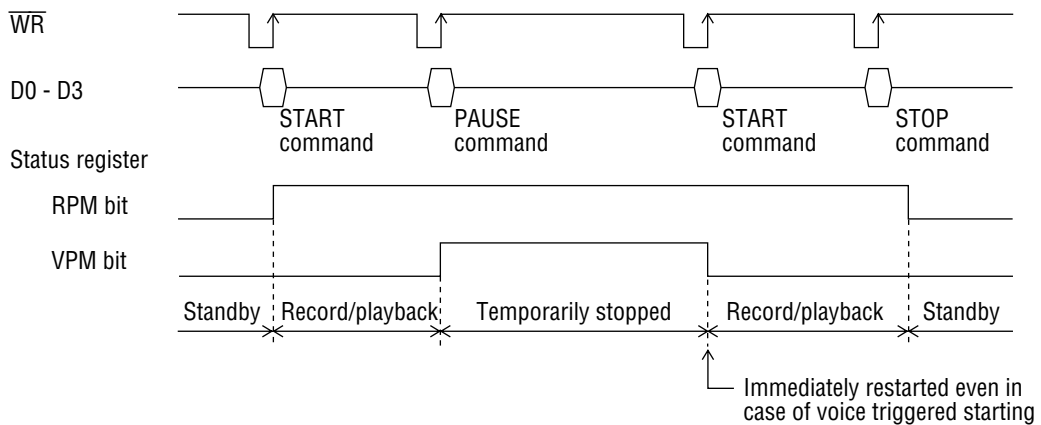 WR
D0 - D3
START command
PAUSE command
START command
STOP command
Status register
RPM bit
VPM bit
Standby Record/playback Temporarily stopped Record/playback Standby
Immediately restarted even in
case of voice triggered starting